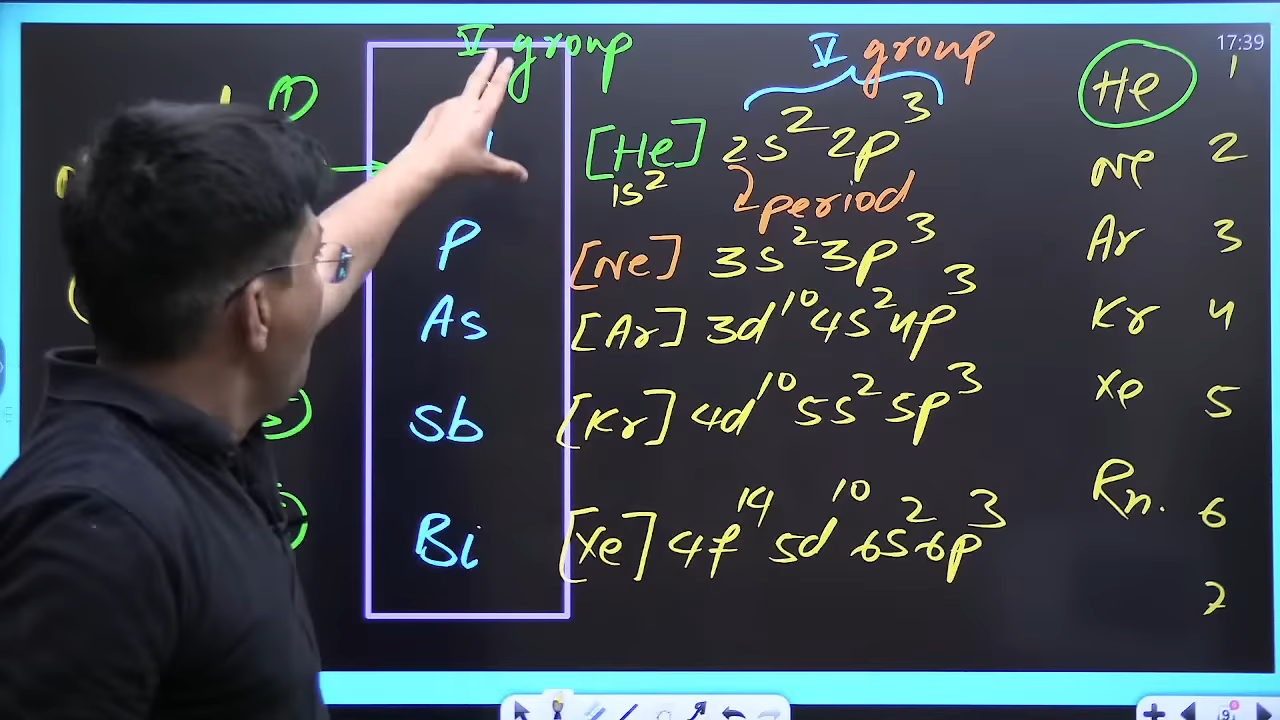 V group
V group
17:39
He 1
[He] 2s² 2p³
1s²
period
Ne 2
P [Ne] 3s² 3p³
Ar 3
As [Ar] 3d¹⁰ 4s² 4p³
Kr 4
Sb [Kr] 4d¹⁰ 5s² 5p³
Xe 5
Bi [Xe] 4f¹⁴ 5d¹⁰ 6s² 6p³
Rn. 6
7